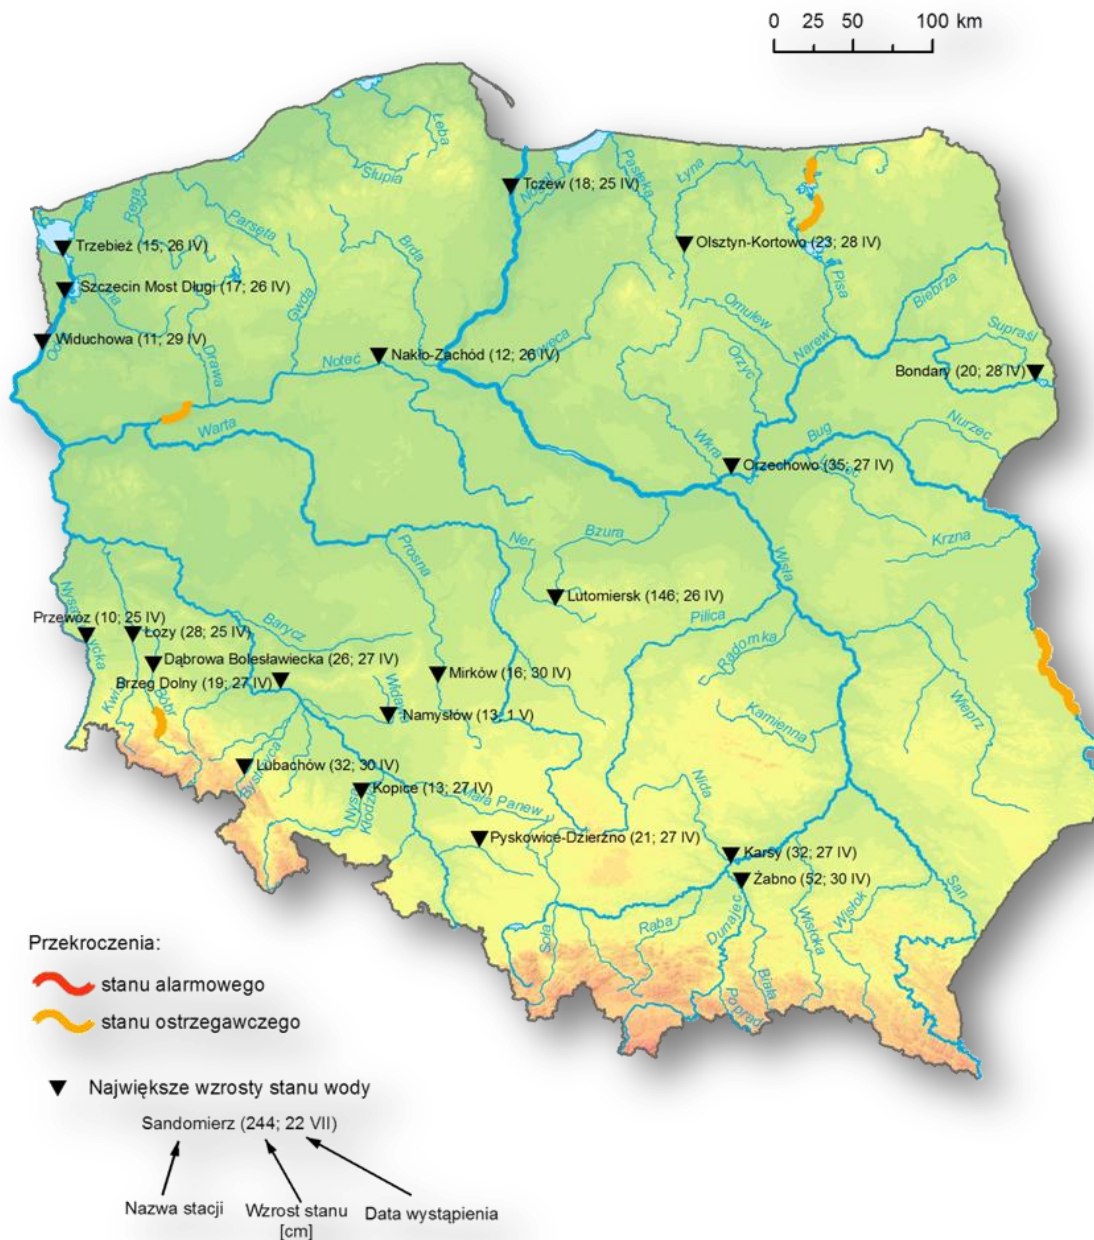 0 25 50 100 km
Łeba
Słupia
Pasłęka
Łyna
Tczew (18; 25 IV)
Nogat
Rega
Parsęta
Brda
Trzebież (15; 26 IV)
Olsztyn-Kortowo (23; 28 IV)
Pisa
Biebrza
Szczecin Most Długi (17; 26 IV)
Ina
Gwda
Omulew
Supraśl
Widuchowa (11; 29 IV)
Drawa
Noteć
Nakło-Zachód (12; 26 IV)
Orzyc
Narew
Bondary (20; 28 IV)
Warta
Wkra
Bug
Nurzec
Orzechowo (35; 27 IV)
Prosna
Ner
Bzura
Wisła
Krzna
Lutomiersk (146; 26 IV)
Pilica
Przewóz (10; 25 IV)
Nysa
Łozy (28; 25 IV)
Barycz
Radomka
Dąbrowa Bolesławiecka (26; 27 IV)
Brzeg Dolny (19; 27 IV)
Mirków (16; 30 IV)
Bóbr
Widawa
Namysłów (13; 1 V)
Kamienna
Wieprz
Lubachów (32; 30 IV)
Bystrzyca
Kopice (13; 27 IV)
Nysa
Kłodzka
Mała Panew
Nida
Pyskowice-Dzierżno (21; 27 IV)
Karsy (32; 27 IV)
Żabno (52; 30 IV)
San
Soła
Raba
Dunajec
Wisłoka
Wisłok
Biała
Poprad
Przekroczenia:
stanu alarmowego
stanu ostrzegawczego
Największe wzrosty stanu wody
Sandomierz (244; 22 VII)
Nazwa stacji
Wzrost stanu
[cm]
Data wystąpienia